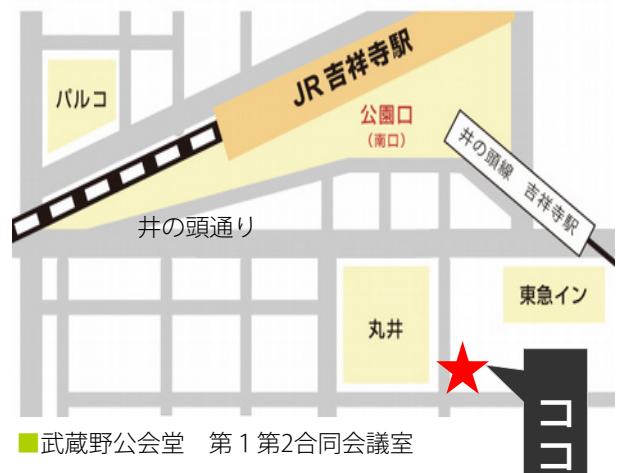 JR 吉祥寺駅
パルコ
公園口
(南口)
井の頭線 吉祥寺駅
井の頭通り
東急イン
丸井
ココ
■武蔵野公会堂　第１第2合同会議室